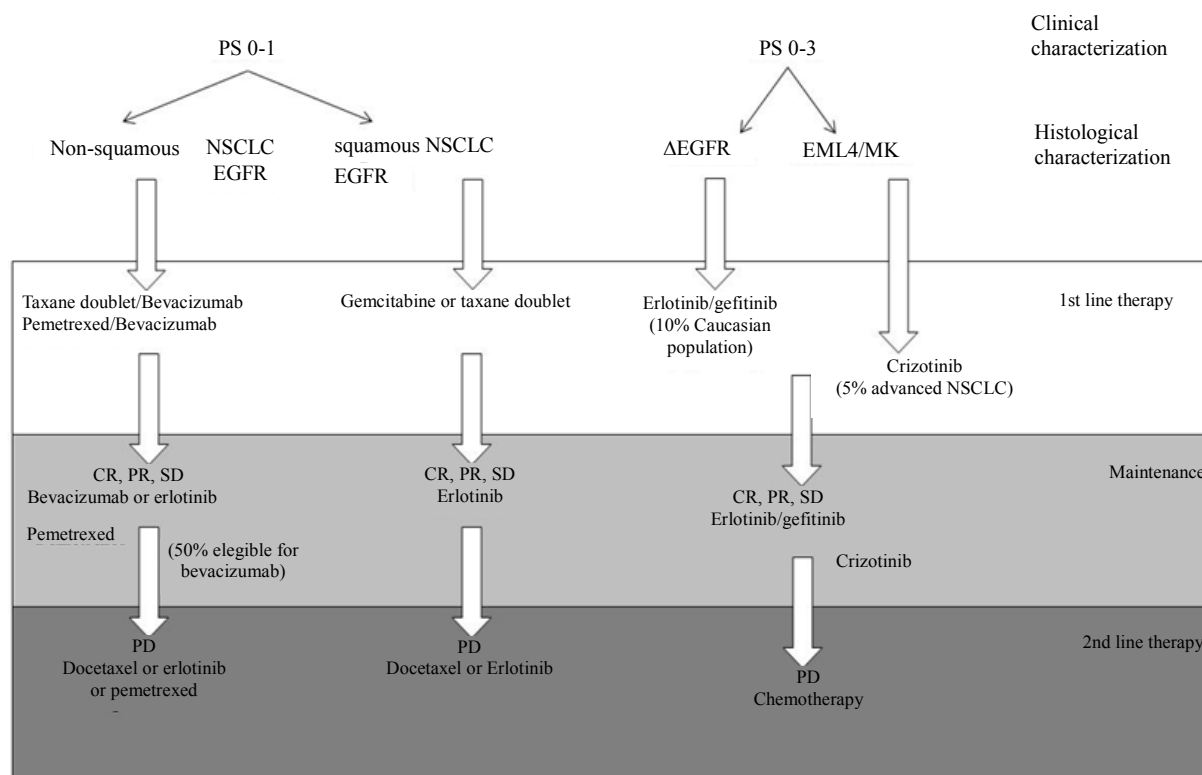 Clinical
characterization
PS 0-1
PS 0-3
Histological
characterization
Non-squamous NSCLC
EGFR
squamous NSCLC
EGFR
ΔEGFR
EML4/MK
1st line therapy
Taxane doublet/Bevacizumab
Pemetrexed/Bevacizumab
Gemcitabine or taxane doublet
Erlotinib/gefitinib
(10% Caucasian
population)
Crizotinib
(5% advanced NSCLC)
Maintenance
CR, PR, SD
Bevacizumab or erlotinib
Pemetrexed
(50% elegible for
bevacizumab)
CR, PR, SD
Erlotinib
CR, PR, SD
Erlotinib/gefitinib
Crizotinib
2nd line therapy
PD
Docetaxel or erlotinib
or pemetrexed
PD
Docetaxel or Erlotinib
PD
Chemotherapy